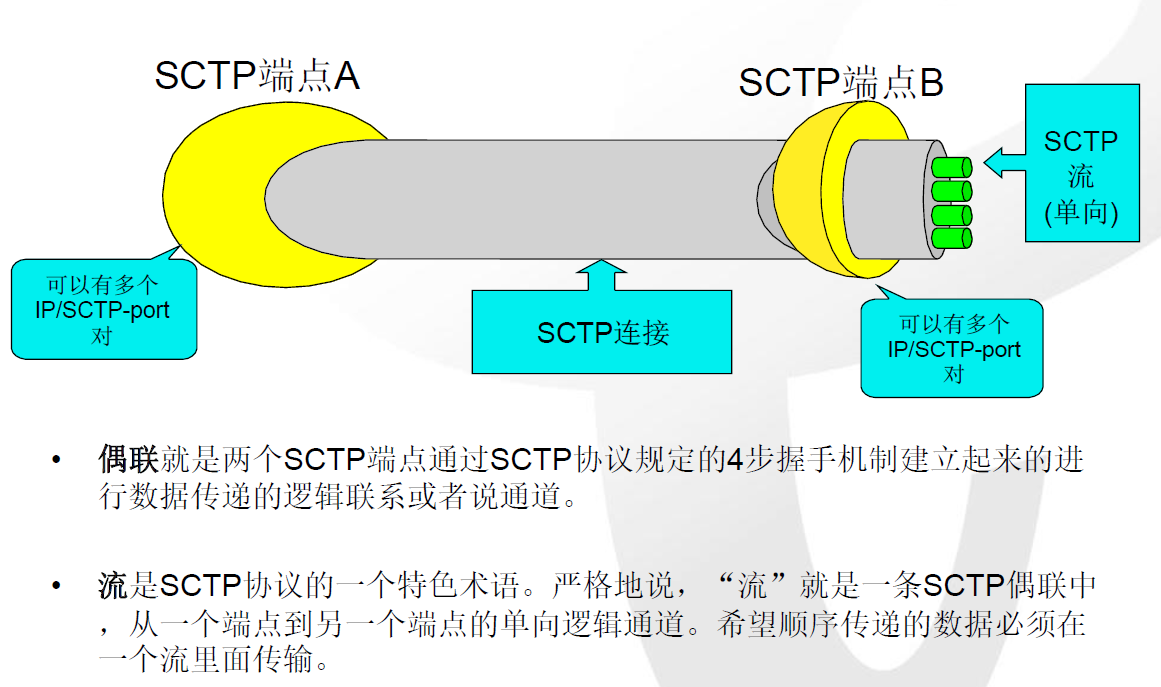 SCTP端点A
SCTP端点B
SCTP
流
(单向)
可以有多个
IP/SCTP-port
对
SCTP连接
可以有多个
IP/SCTP-port
对
• 偶联就是两个SCTP端点通过SCTP协议规定的4步握手机制建立起来的进
行数据传递的逻辑联系或者说通道。
• 流是SCTP协议的一个特色术语。严格地说，“流”就是一条SCTP偶联中
，从一个端点到另一个端点的单向逻辑通道。希望顺序传递的数据必须在
一个流里面传输。